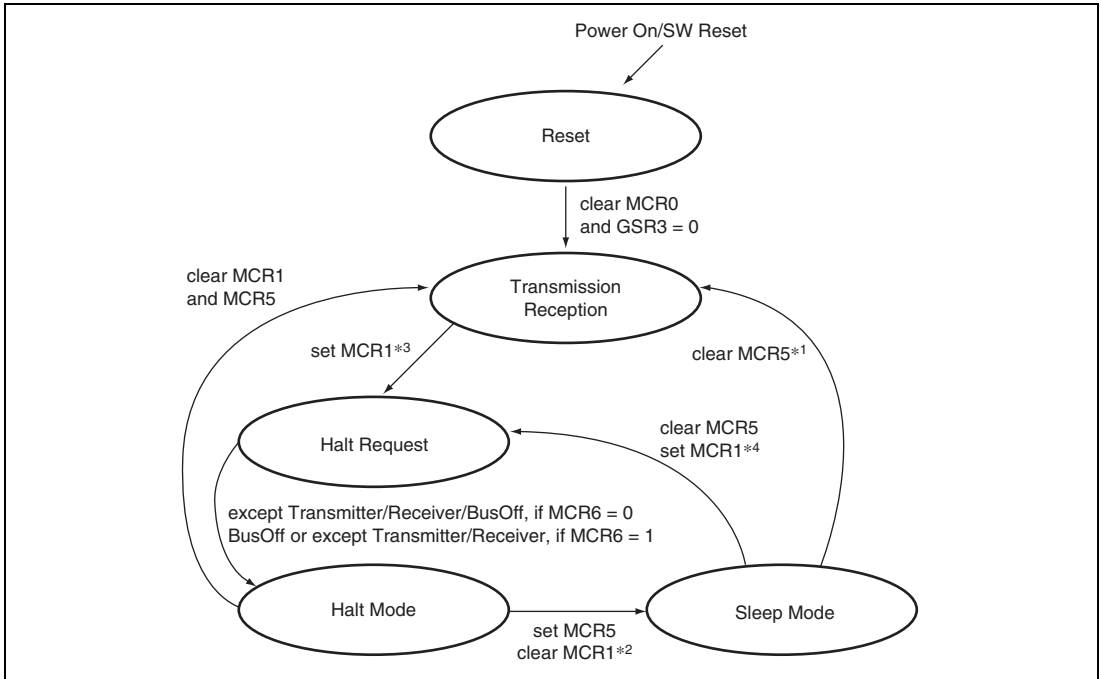 Power On/SW Reset
Reset
clear MCR0
and GSR3 = 0
clear MCR1
and MCR5
Transmission
Reception
set MCR1*3
clear MCR5*1
Halt Request
clear MCR5
set MCR1*4
except Transmitter/Receiver/BusOff, if MCR6 = 0
BusOff or except Transmitter/Receiver, if MCR6 = 1
Halt Mode
Sleep Mode
set MCR5
clear MCR1*2